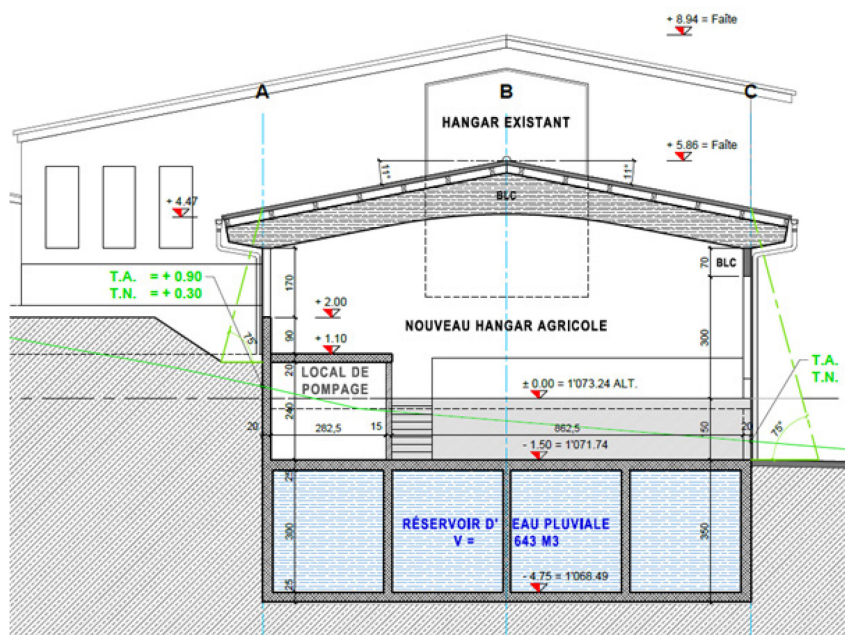 + 8.94 = Faîte
A
B
C
HANGAR EXISTANT
+ 5.86 = Faîte
11°
11°
BLC
+ 4.47
70
BLC
T.A. = + 0.90
T.N. = + 0.30
170
+ 2.00
300
NOUVEAU HANGAR AGRICOLE
90
+ 1.10
75°
20
LOCAL DE
POMPAGE
T.A.
T.N.
± 0.00 = 1'073.24 ALT.
240
20
282,5
15
862,5
50
20
75°
- 1.50 = 1'071.74
25
RÉSERVOIR D' EAU PLUVIALE
V = 643 M3
300
350
- 4.75 = 1'068.49
25